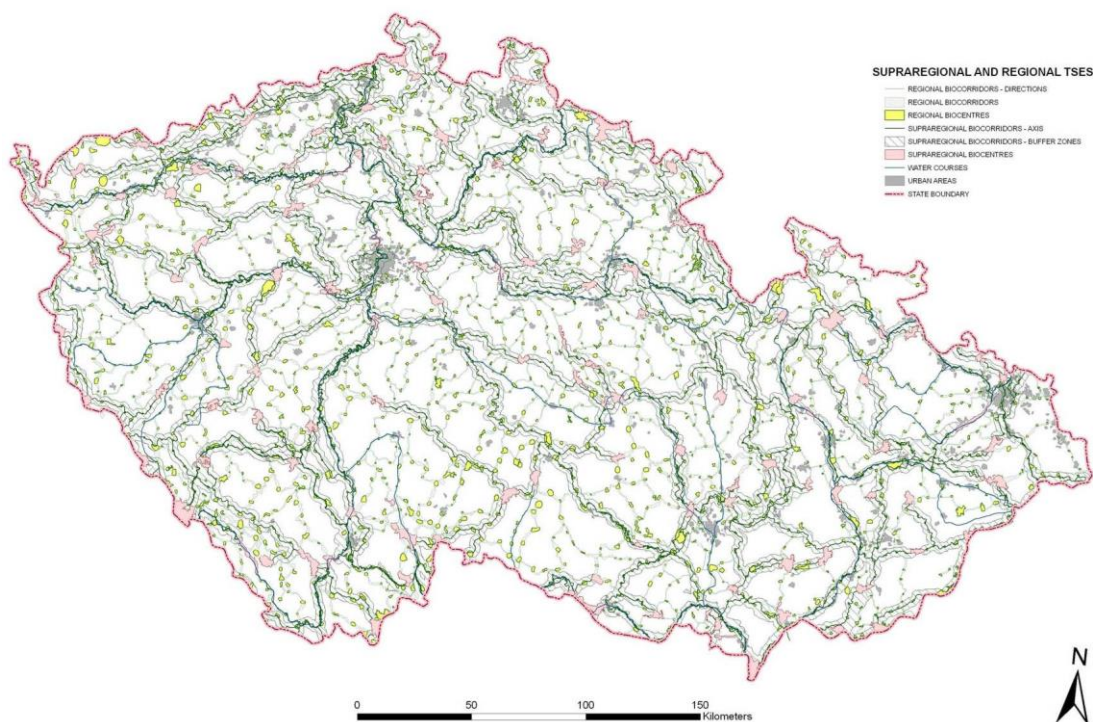 SUPRAREGIONAL AND REGIONAL TSES
REGIONAL BIOCORRIDORS - DIRECTIONS
REGIONAL BIOCORRIDORS
REGIONAL BIOCENTRES
SUPRAREGIONAL BIOCORRIDORS - AXIS
SUPRAREGIONAL BIOCORRIDORS - BUFFER ZONES
SUPRAREGIONAL BIOCENTRES
WATER COURSES
URBAN AREAS
STATE BOUNDARY
N
0 50 100 150
Kilometers